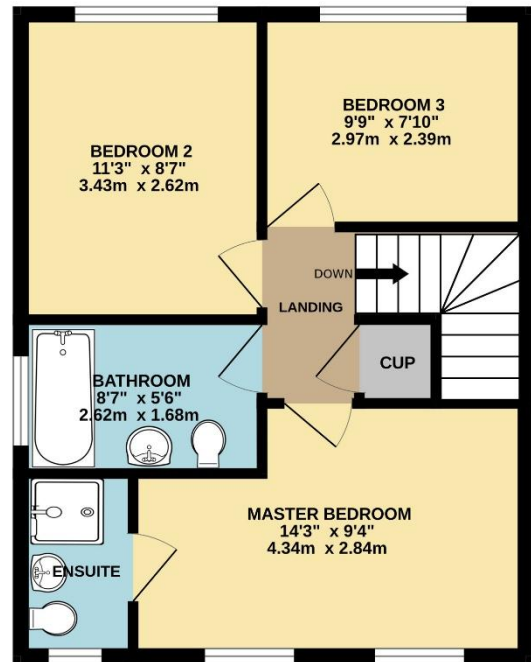 BEDROOM 2
11'3" x 8'7"
3.43m x 2.62m
BEDROOM 3
9'9" x 7'10"
2.97m x 2.39m
DOWN
LANDING
CUP
BATHROOM
8'7" x 5'6"
2.62m x 1.68m
MASTER BEDROOM
14'3" x 9'4"
4.34m x 2.84m
ENSUITE